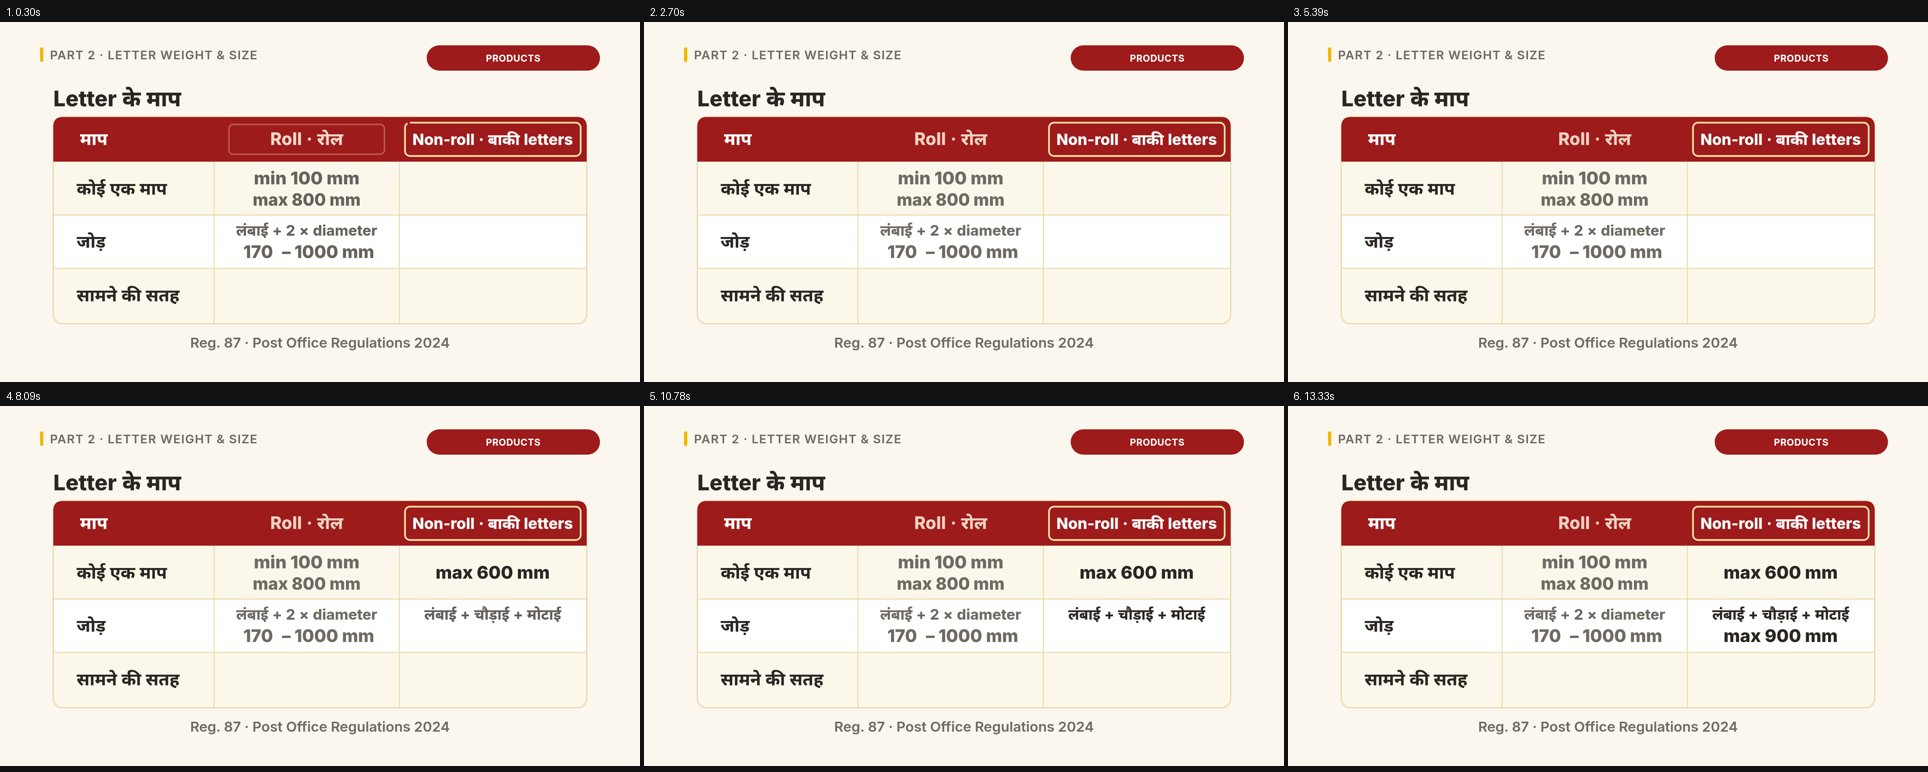 1. 0.30s
PART 2 · LETTER WEIGHT & SIZE
PRODUCTS
Letter के माप
माप Roll · रोल Non-roll · बाकी letters
कोई एक माप min 100 mm max 800 mm
जोड़ लंबाई + 2 × diameter 170 – 1000 mm
सामने की सतह
Reg. 87 · Post Office Regulations 2024
2. 2.70s
PART 2 · LETTER WEIGHT & SIZE
PRODUCTS
Letter के माप
माप Roll · रोल Non-roll · बाकी letters
कोई एक माप min 100 mm max 800 mm
जोड़ लंबाई + 2 × diameter 170 – 1000 mm
सामने की सतह
Reg. 87 · Post Office Regulations 2024
3. 5.39s
PART 2 · LETTER WEIGHT & SIZE
PRODUCTS
Letter के माप
माप Roll · रोल Non-roll · बाकी letters
कोई एक माप min 100 mm max 800 mm
जोड़ लंबाई + 2 × diameter 170 – 1000 mm
सामने की सतह
Reg. 87 · Post Office Regulations 2024
4. 8.09s
PART 2 · LETTER WEIGHT & SIZE
PRODUCTS
Letter के माप
माप Roll · रोल Non-roll · बाकी letters
कोई एक माप min 100 mm max 800 mm max 600 mm
जोड़ लंबाई + 2 × diameter 170 – 1000 mm लंबाई + चौड़ाई + मोटाई
सामने की सतह
Reg. 87 · Post Office Regulations 2024
5. 10.78s
PART 2 · LETTER WEIGHT & SIZE
PRODUCTS
Letter के माप
माप Roll · रोल Non-roll · बाकी letters
कोई एक माप min 100 mm max 800 mm max 600 mm
जोड़ लंबाई + 2 × diameter 170 – 1000 mm लंबाई + चौड़ाई + मोटाई
सामने की सतह
Reg. 87 · Post Office Regulations 2024
6. 13.33s
PART 2 · LETTER WEIGHT & SIZE
PRODUCTS
Letter के माप
माप Roll · रोल Non-roll · बाकी letters
कोई एक माप min 100 mm max 800 mm max 600 mm
जोड़ लंबाई + 2 × diameter 170 – 1000 mm लंबाई + चौड़ाई + मोटाई max 900 mm
सामने की सतह
Reg. 87 · Post Office Regulations 2024